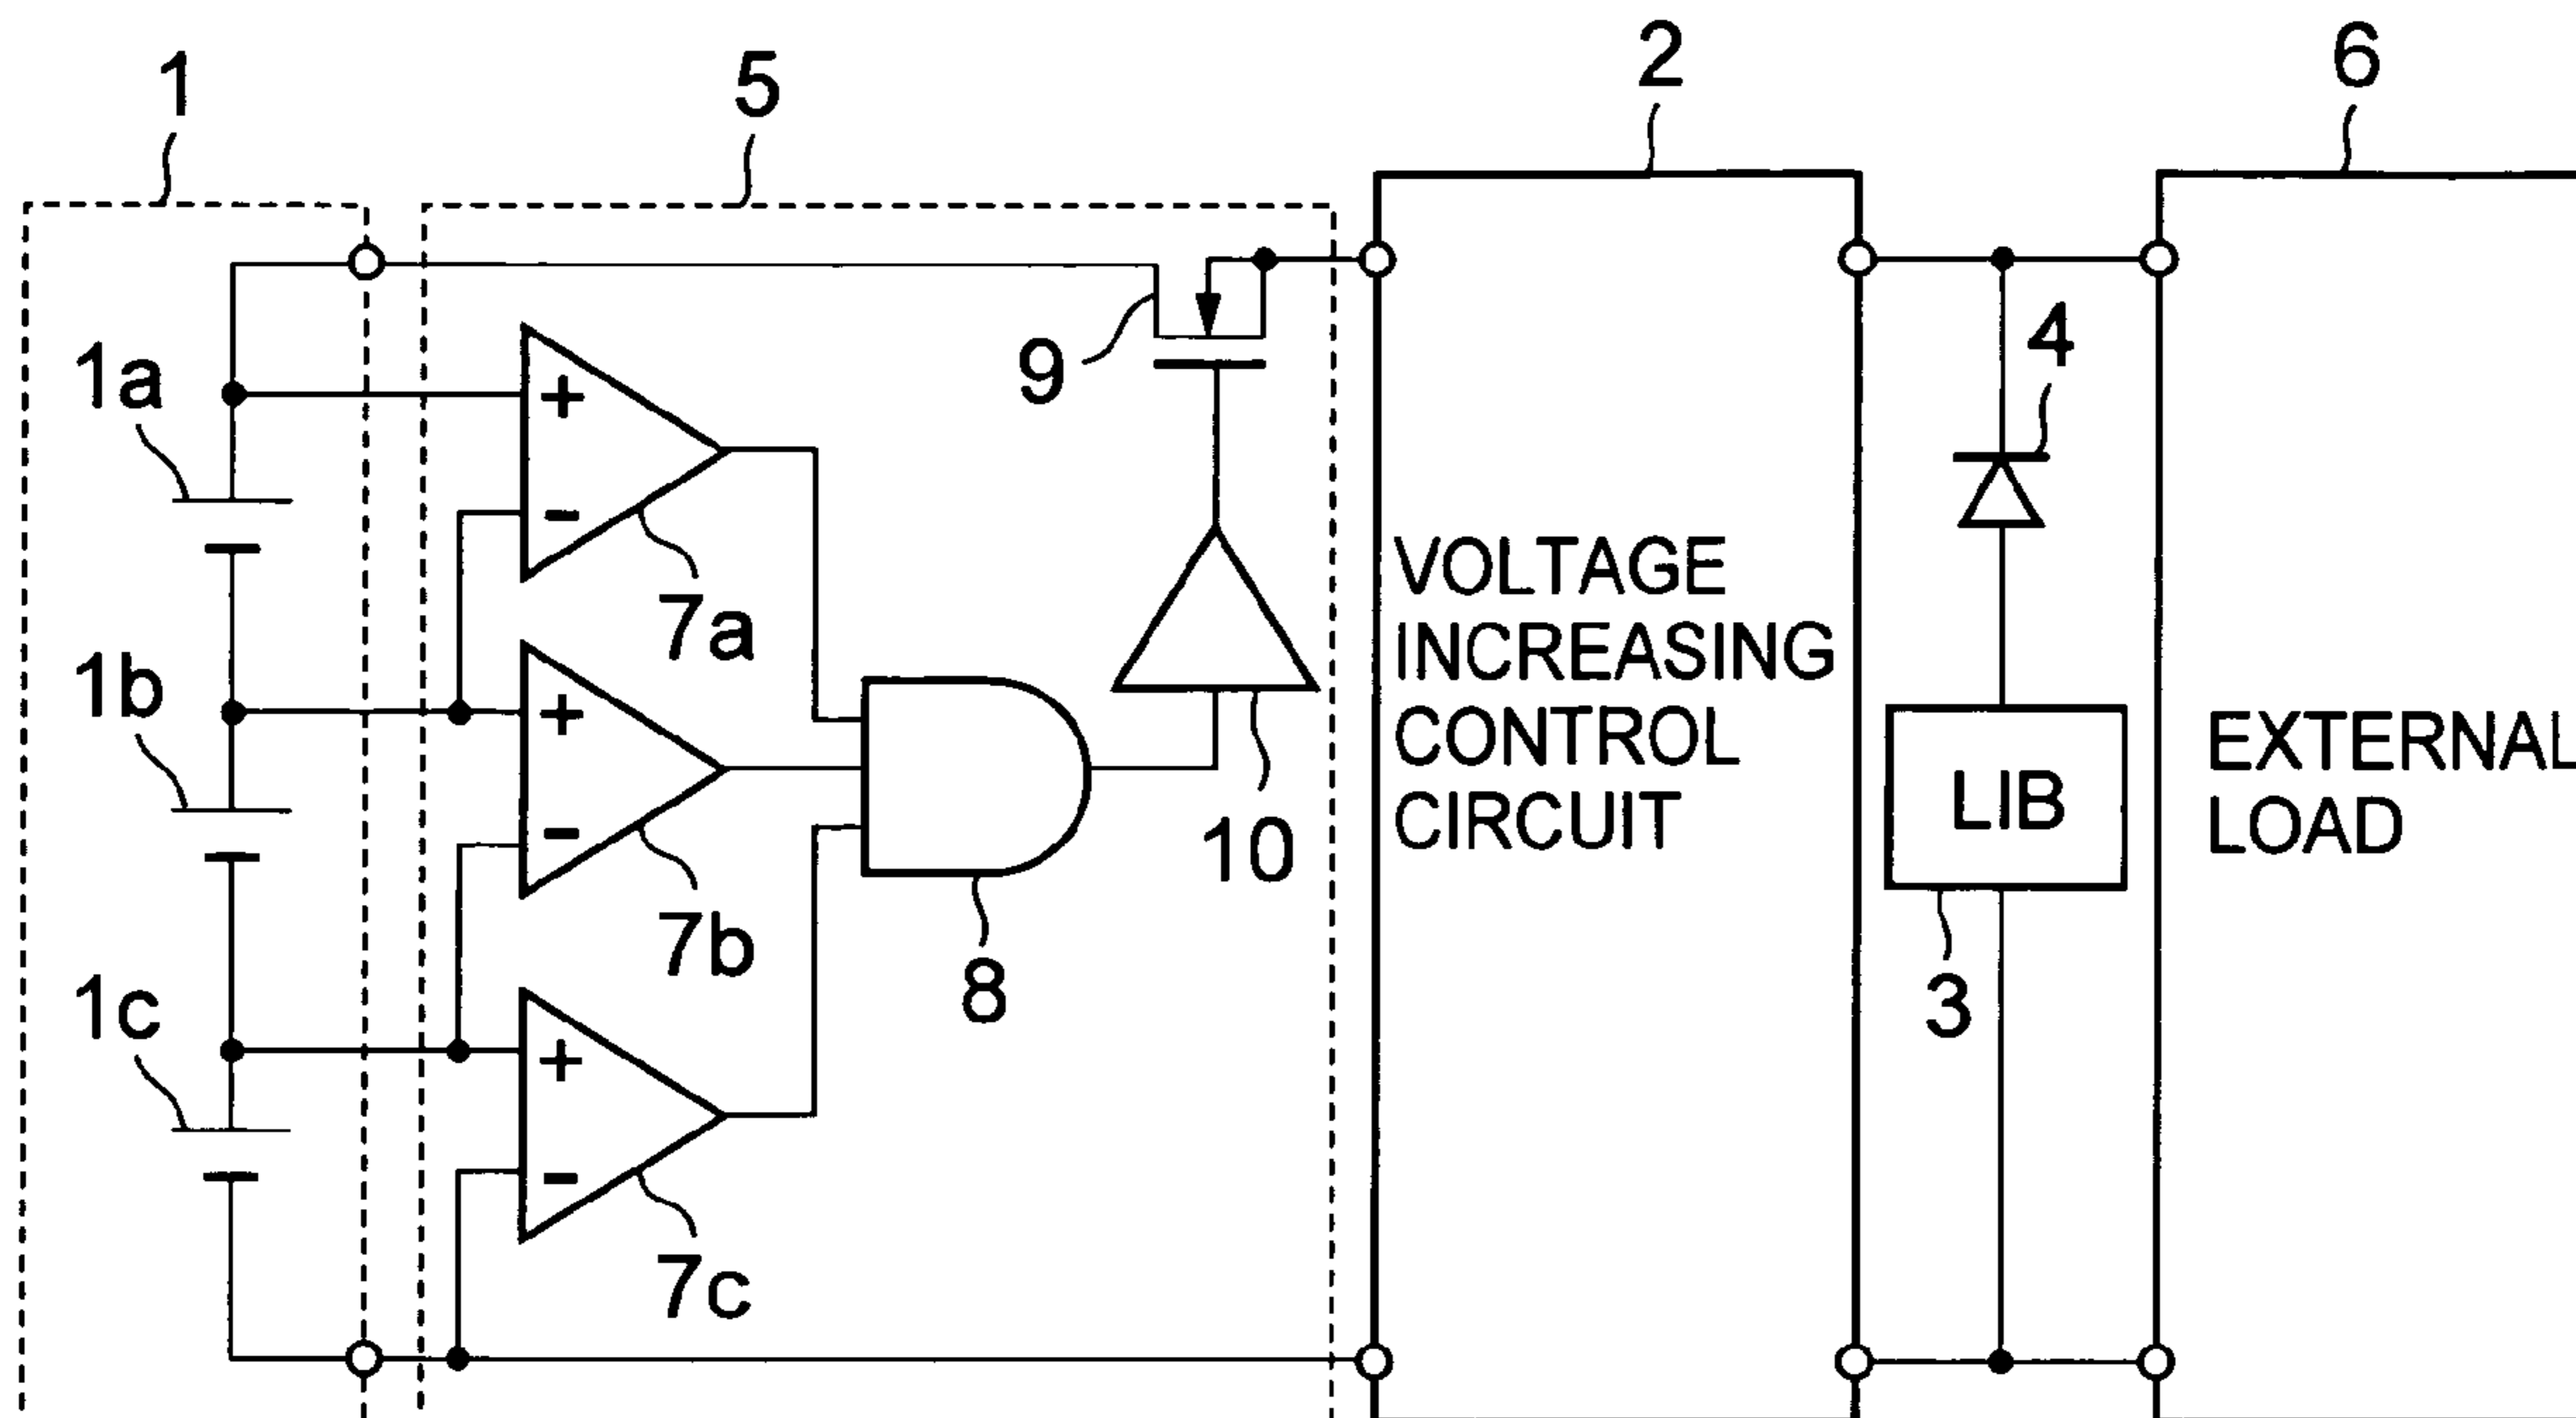 1
5
2
6
1a
+
-
7a
9
4
1b
+
-
7b
8
10
VOLTAGE
INCREASING
CONTROL
CIRCUIT
LIB
3
EXTERNAL
LOAD
1c
+
-
7c